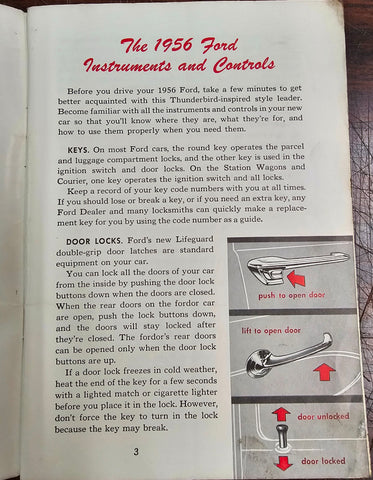 The 1956 Ford
Instruments and Controls
Before you drive your 1956 Ford, take a few minutes to get
better acquainted with this Thunderbird-inspired style leader.
Become familiar with all the instruments and controls in your new
car so that you'll know where they are, what they're for, and
how to use them properly when you need them.
KEYS. On most Ford cars, the round key operates the parcel
and luggage compartment locks, and the other key is used in the
ignition switch and door locks. On the Station Wagons and
Courier, one key operates the ignition switch and all locks.
Keep a record of your key code numbers with you at all times.
If you should lose or break a key, or if you need an extra key, any
Ford Dealer and many locksmiths can quickly make a replace-
ment key for you by using the code number as a guide.
DOOR LOCKS. Ford's new Lifeguard
double-grip door latches are standard
equipment on your car.
You can lock all the doors of your car
from the inside by pushing the door lock
buttons down when the doors are closed.
When the rear doors on the fordor car
are open, push the lock buttons down,
and the doors will stay locked after
they're closed. The fordor's rear doors
can be opened only when the door lock
buttons are up.
If a door lock freezes in cold weather,
heat the end of the key for a few seconds
with a lighted match or cigarette lighter
before you place it in the lock. However,
don't force the key to turn in the lock
because the key may break.
push to open door
lift to open door
door unlocked
door locked
3